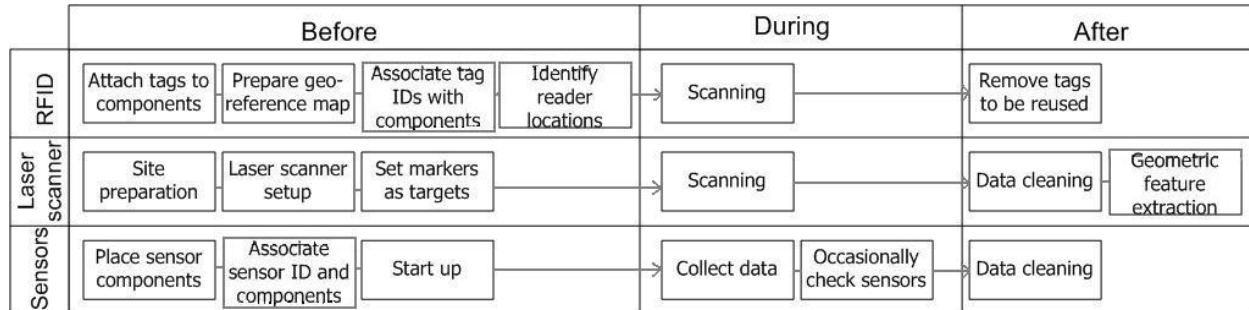 Before
During
After
RFID
Attach tags to
components
Prepare geo-
reference map
Associate tag
IDs with
components
Identify
reader
locations
Scanning
Remove tags
to be reused
Laser
scanner
Site
preparation
Laser scanner
setup
Set markers
as targets
Scanning
Data cleaning
Geometric
feature
extraction
Sensors
Place sensor
components
Associate
sensor ID and
components
Start up
Collect data
Occasionally
check sensors
Data cleaning